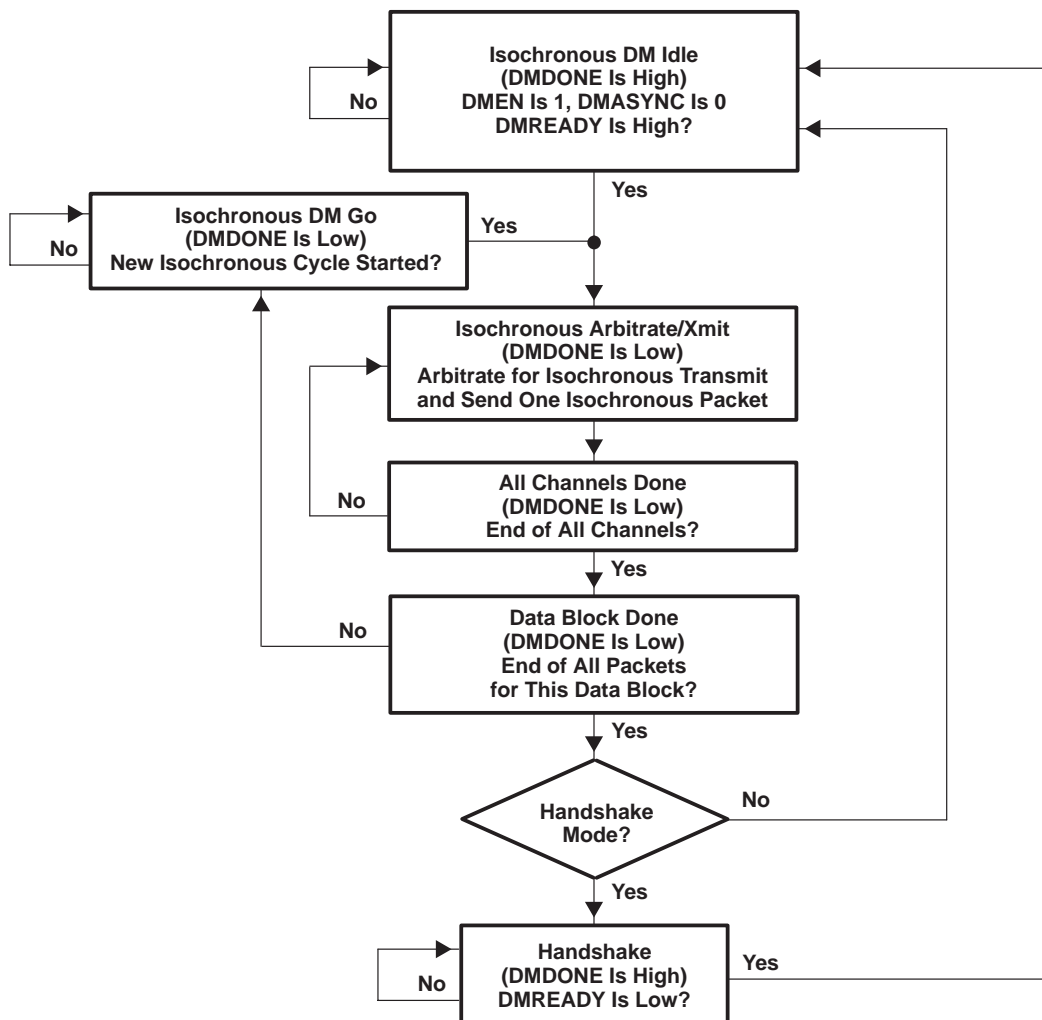 Isochronous DM Idle
(DMDONE Is High)
DMEN Is 1, DMASYNC Is 0
DMREADY Is High?
No
Yes
Isochronous DM Go
(DMDONE Is Low)
New Isochronous Cycle Started?
No
Yes
Isochronous Arbitrate/Xmit
(DMDONE Is Low)
Arbitrate for Isochronous Transmit
and Send One Isochronous Packet
All Channels Done
(DMDONE Is Low)
End of All Channels?
No
Yes
Data Block Done
(DMDONE Is Low)
End of All Packets
for This Data Block?
No
Yes
Handshake
Mode?
No
Yes
Handshake
(DMDONE Is High)
DMREADY Is Low?
No
Yes